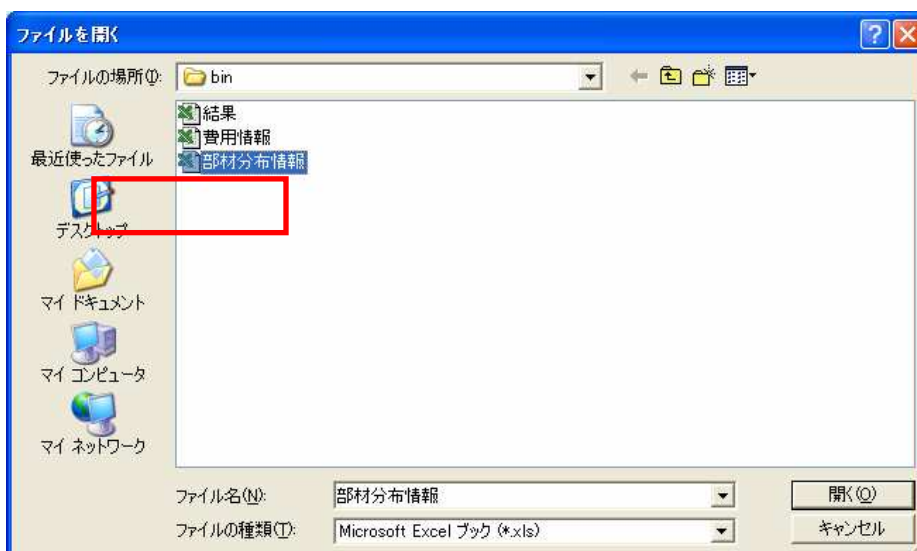 ファイルを開く
ファイルの場所(I):
bin
結果
費用情報
部材分布情報
最近使ったファイル
デスクトップ
マイ ドキュメント
マイ コンピュータ
マイ ネットワーク
ファイル名(N):
部材分布情報
開く(O)
ファイルの種類(T):
Microsoft Excel ブック (*.xls)
キャンセル